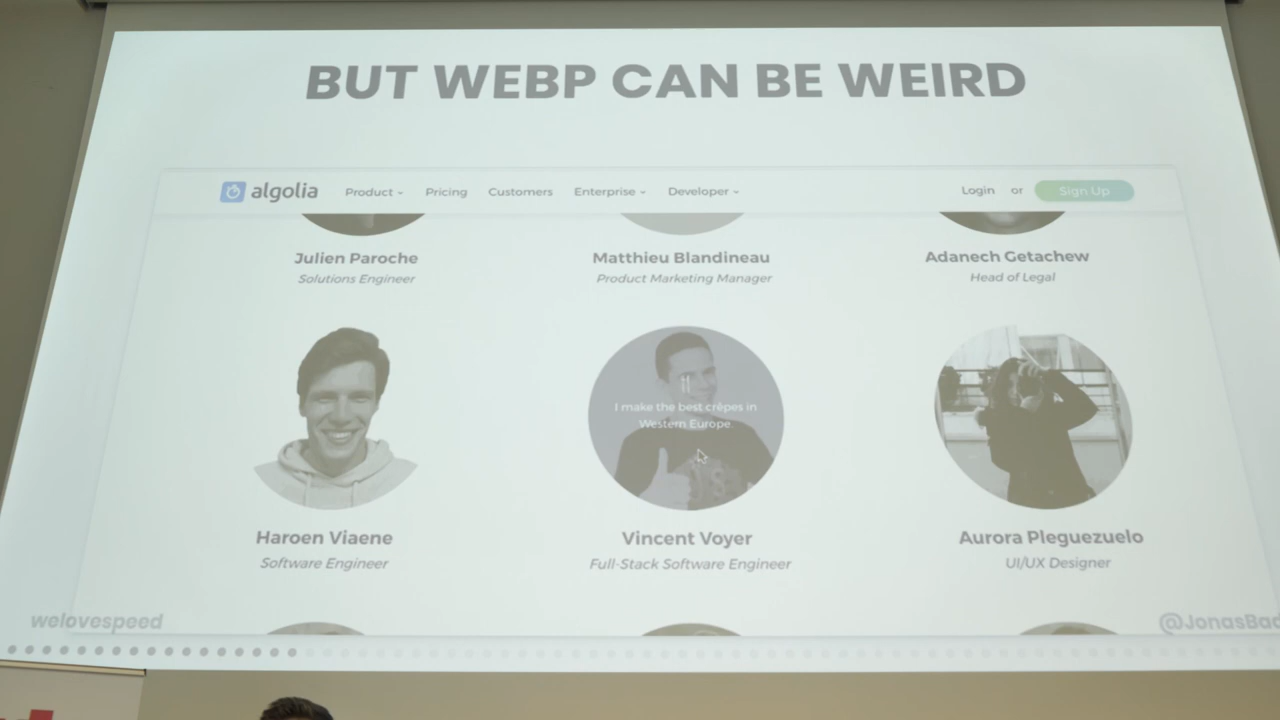 BUT WEBP CAN BE WEIRD
algolia Product Pricing Customers Enterprise Developer Login or Sign Up
Julien Paroche Matthieu Blandineau Adanech Getachew
Solutions Engineer Product Marketing Manager Head of Legal
I make the best crêpes in
Western Europe
Haroen Viaene Vincent Voyer Aurora Pleguezuelo
Software Engineer Full-Stack Software Engineer UI/UX Designer
welovespeed @JonasBad